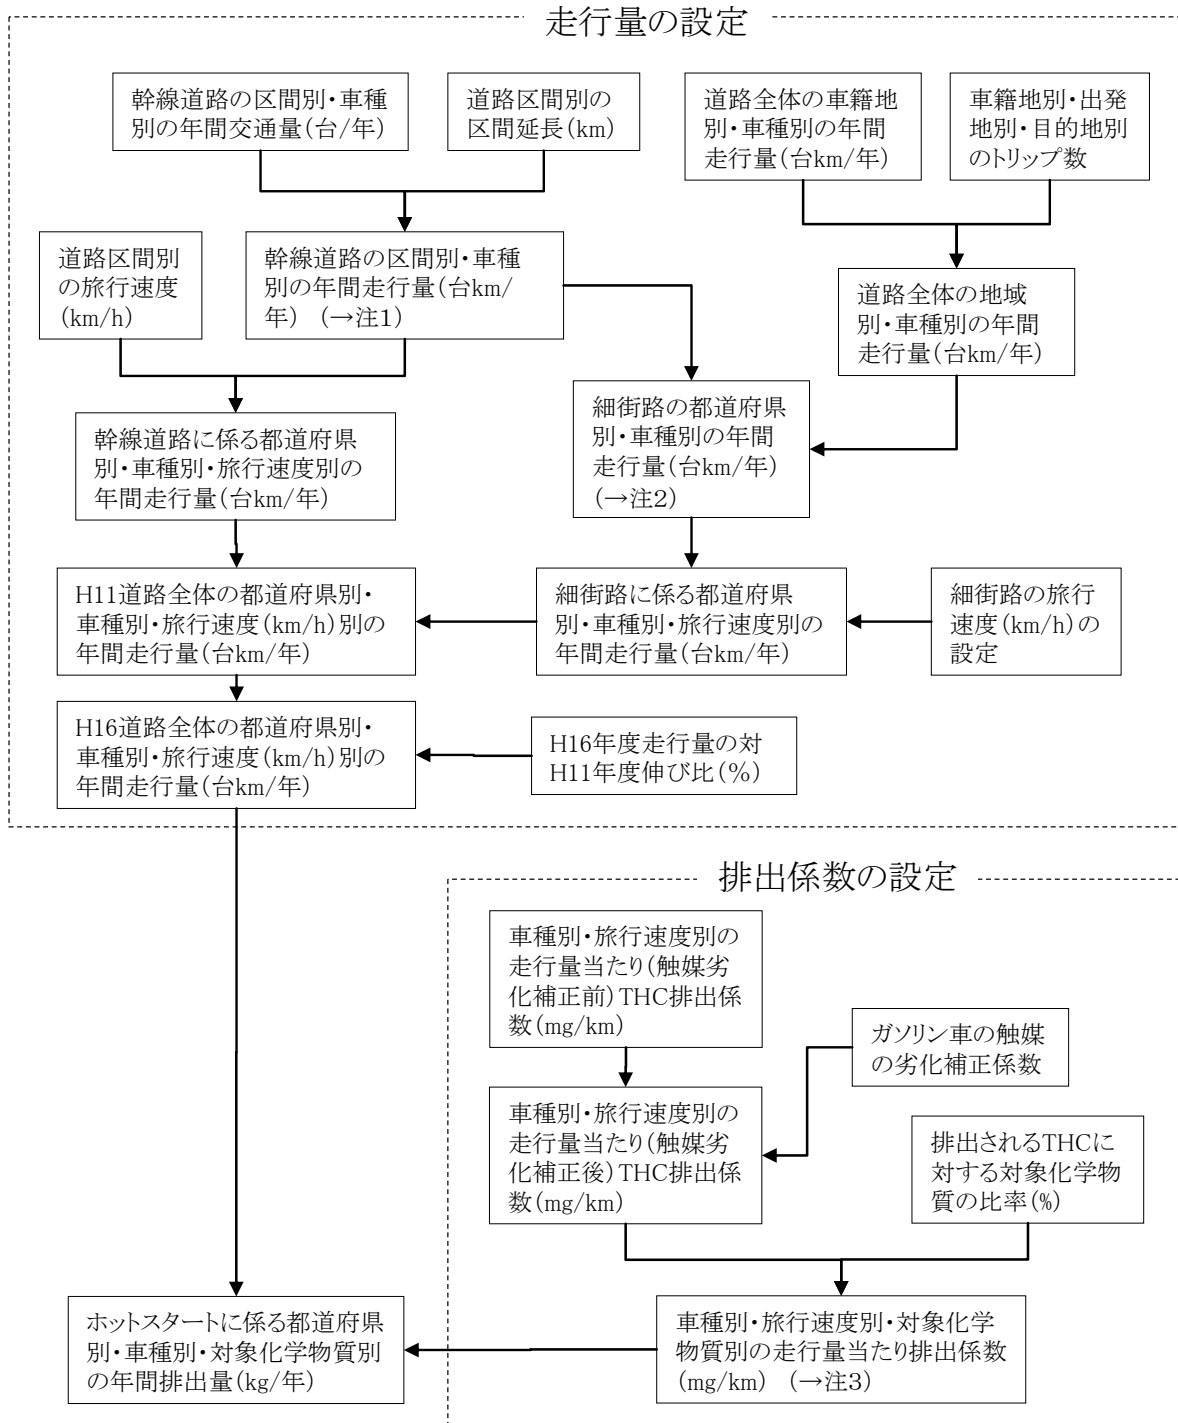 走行量の設定
幹線道路の区間別・車種
別の年間交通量(台/年)
道路区間別の
区間延長(km)
道路全体の車籍地
別・車種別の年間
走行量(台km/年)
車籍地別・出発
地別・目的地別
のトリップ数
道路区間別
の旅行速度
(km/h)
幹線道路の区間別・車種
別の年間走行量(台km/
年) (→注1)
道路全体の地域
別・車種別の年間
走行量(台km/年)
細街路の都道府県
別・車種別の年間
走行量(台km/年)
(→注2)
幹線道路に係る都道府県
別・車種別・旅行速度別の
年間走行量(台km/年)
H11道路全体の都道府県別・
車種別・旅行速度(km/h)別の
年間走行量(台km/年)
細街路に係る都道府県
別・車種別・旅行速度別の
年間走行量(台km/年)
細街路の旅行
速度(km/h)の
設定
H16道路全体の都道府県別・
車種別・旅行速度(km/h)別の
年間走行量(台km/年)
H16年度走行量の対
H11年度伸び比(%)
排出係数の設定
車種別・旅行速度別の
走行量当たり(触媒劣
化補正前)THC排出係
数(mg/km)
ガソリン車の触媒
の劣化補正係数
車種別・旅行速度別の
走行量当たり(触媒劣
化補正後)THC排出係
数(mg/km)
排出されるTHCに
対する対象化学物
質の比率(%)
ホットスタートに係る都道府県
別・車種別・対象化学物質別
の年間排出量(kg/年)
車種別・旅行速度別・対象化学
物質別の走行量当たり排出係数
(mg/km) (→注3)